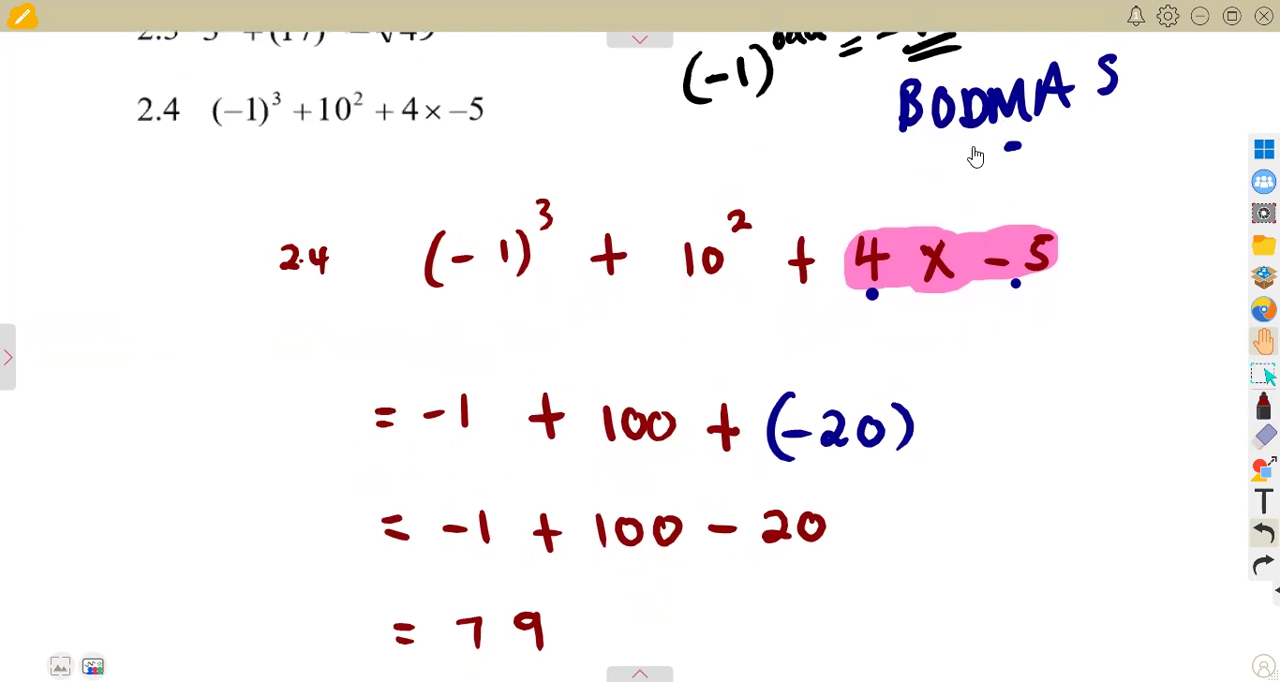 2.4 (−1)³ + 10² + 4 × −5
(-1) =
BODMAS
2.4 (-1)³ + 10² + 4 x -5
= -1 + 100 + (-20)
= -1 + 100 - 20
= 79
T